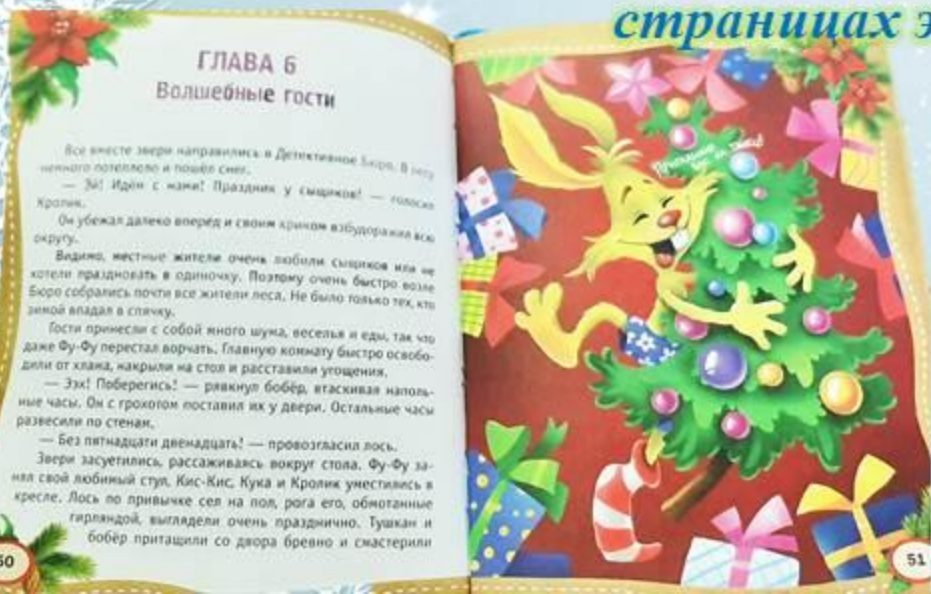 страницах э
ГЛАВА 6
Волшебные гости
Все вместе звери направились в Детективное Бюро. В лесу
немного потеплело и пошёл снег.
— Эй! Идём с нами! Праздник у сыщиков! — голосил
Кролик.
Он убежал далеко вперёд и своим криком взбудоражил всю
округу.
Видимо, местные жители очень любили сыщиков или не
хотели праздновать в одиночку. Поэтому очень быстро возле
Бюро собрались почти все жители леса. Не было только тех, кто
зимой впадал в спячку.
Гости принесли с собой много шума, веселья и еды, так что
даже Фу-Фу перестал ворчать. Главную комнату быстро освобо-
дили от хлама, накрыли на стол и расставили угощения.
— Ээх! Поберегись! — рявкнул бобёр, втаскивая наполь-
ные часы. Он с грохотом поставил их у двери. Остальные часы
развесили по стенам.
— Без пятнадцати двенадцать! — провозгласил лось.
Звери засуетились, рассаживаясь вокруг стола. Фу-Фу за-
нял свой любимый стул. Кис-Кис, Кука и Кролик уместились в
кресле. Лось по привычке сел на пол, рога его, обмотанные
гирляндой, выглядели очень празднично. Тушкан и
бобёр притащили со двора бревно и смастерили
50
вас на
51